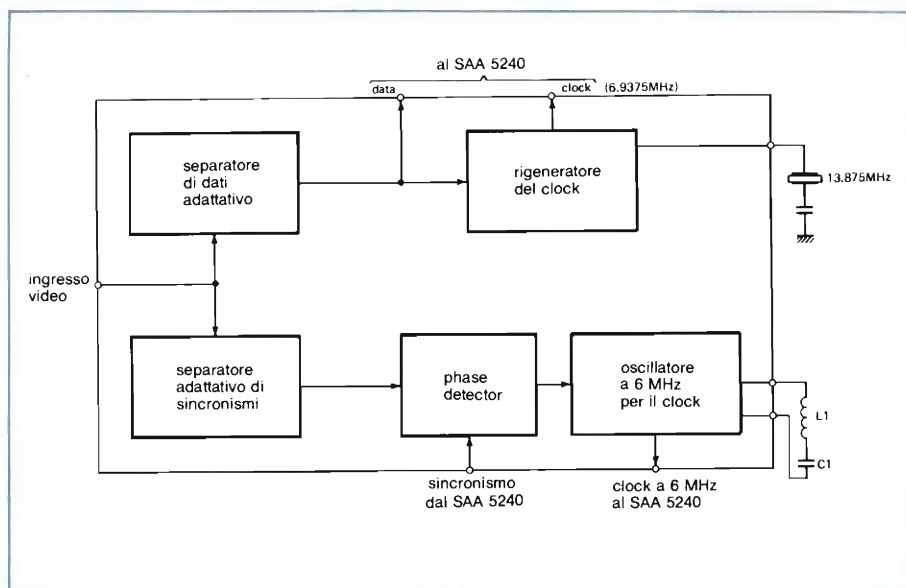 al SAA 5240
data
clock (6.9375MHz)
separatore
di dati
adattativo
rigeneratore
del clock
13.875MHz
ingresso
video
separatore
adattativo di
sincronismi
phase
detector
oscillatore
a 6 MHz
per il clock
L1
C1
sincronismo
dal SAA 5240
clock a 6 MHz
al SAA 5240